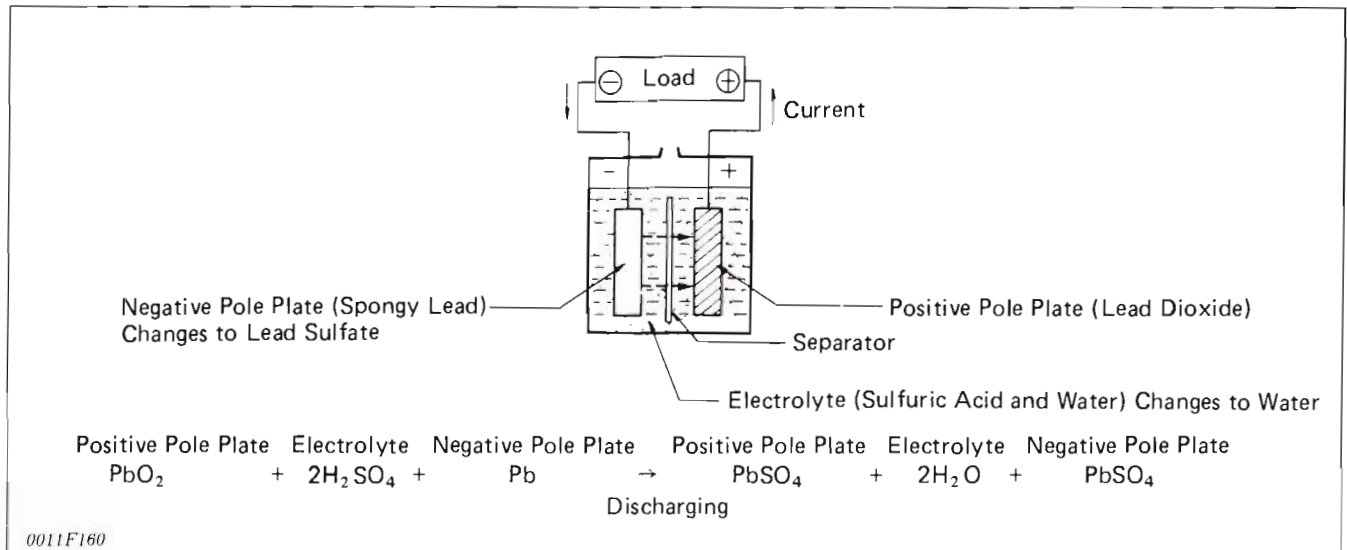 ⊖ Load ⊕
Current
- +
Negative Pole Plate (Spongy Lead)
Changes to Lead Sulfate
Positive Pole Plate (Lead Dioxide)
Separator
Electrolyte (Sulfuric Acid and Water) Changes to Water
Positive Pole Plate Electrolyte Negative Pole Plate Positive Pole Plate Electrolyte Negative Pole Plate
PbO₂ + 2H₂SO₄ + Pb → PbSO₄ + 2H₂O + PbSO₄
Discharging
0011F160